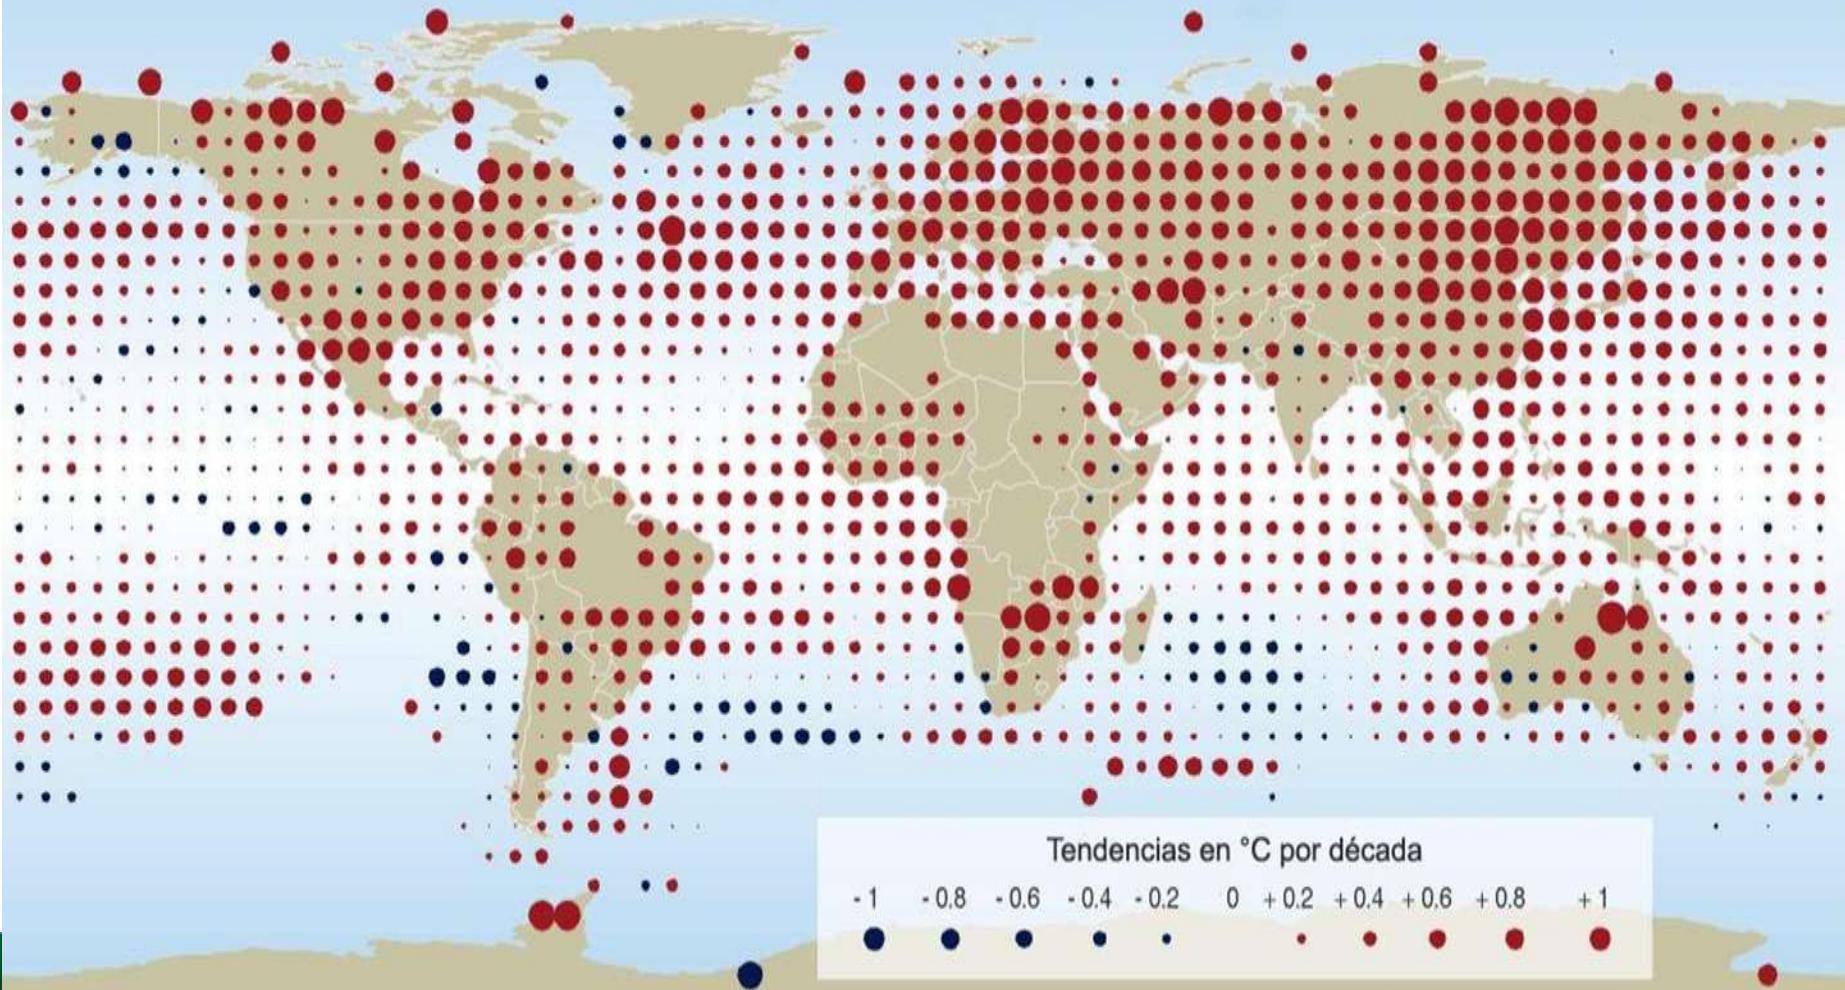 Tendencias en °C por década
- 1 - 0.8 - 0.6 - 0.4 - 0.2 0 + 0.2 + 0.4 + 0.6 + 0.8 + 1